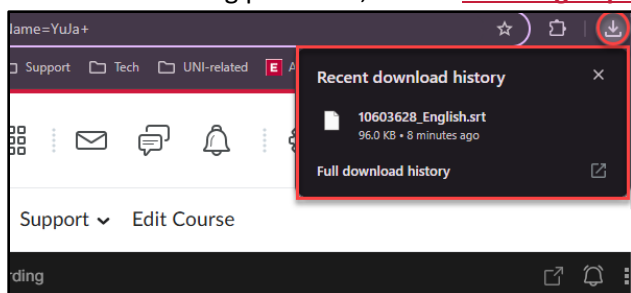 lame=YuJa+
Support Tech UNI-related E A
Recent download history
10603628_English.srt
96.0 KB • 8 minutes ago
Full download history
Support Edit Course
ding